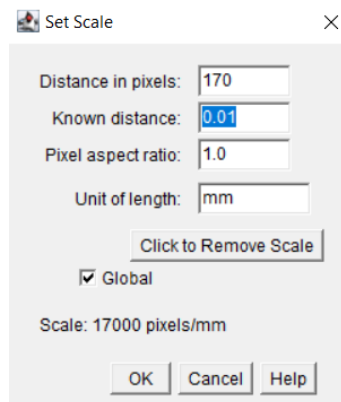 Set Scale
Distance in pixels: 170
Known distance: 0.01
Pixel aspect ratio: 1.0
Unit of length: mm
Click to Remove Scale
Global
Scale: 17000 pixels/mm
OK Cancel Help